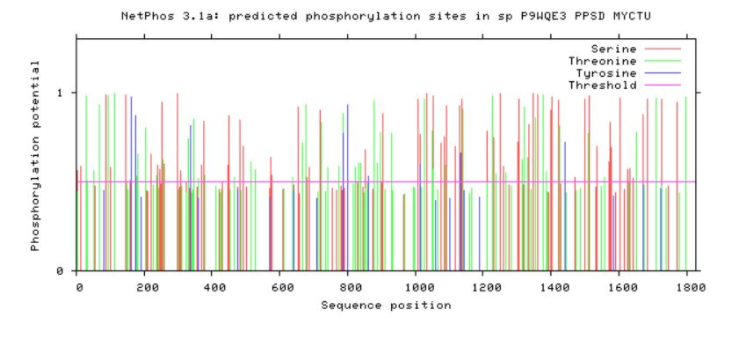 NetPhos 3.1a: predicted phosphorylation sites in sp P9WQE3 PPSD MYCTU
Serine
Threonine
Tyrosine
Threshold
Phosphorylation potential
1
0
0 200 400 600 800 1000 1200 1400 1600 1800
Sequence position